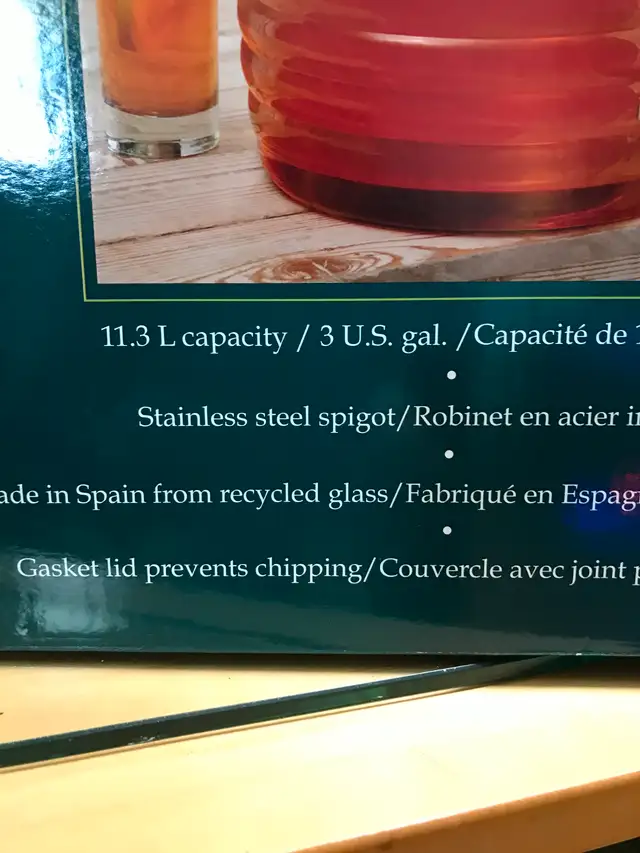 11.3 L capacity / 3 U.S. gal. /Capacité de
Stainless steel spigot/Robinet en acier
in Spain from recycled glass/Fabriqué en
Gasket lid prevents chipping/Couvercle avec joint